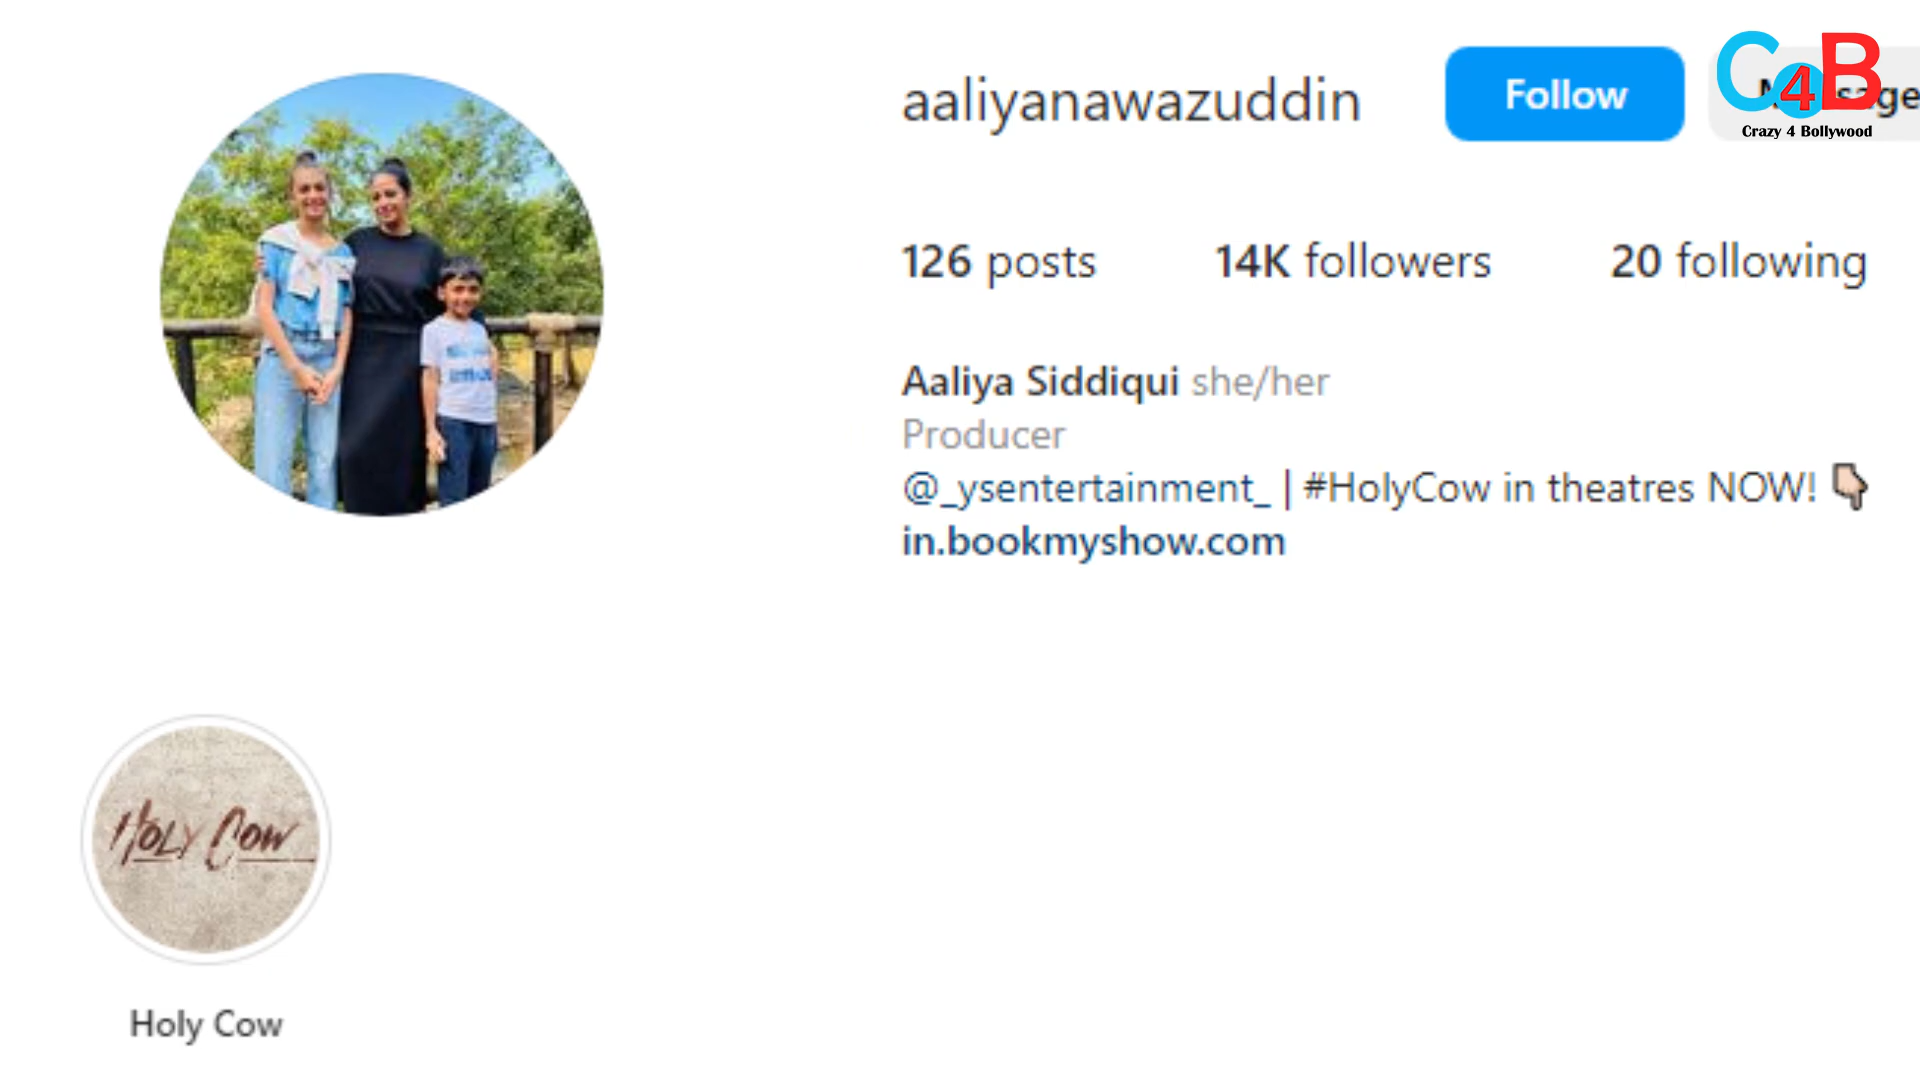 aaliyanawazuddin
Follow
C4B
Crazy 4 Bollywood
126 posts
14K followers
20 following
Aaliya Siddiqui she/her
Producer
@_ysentertainment_ | #HolyCow in theatres NOW! 👇🏻
in.bookmyshow.com
HOLY COW
Holy Cow